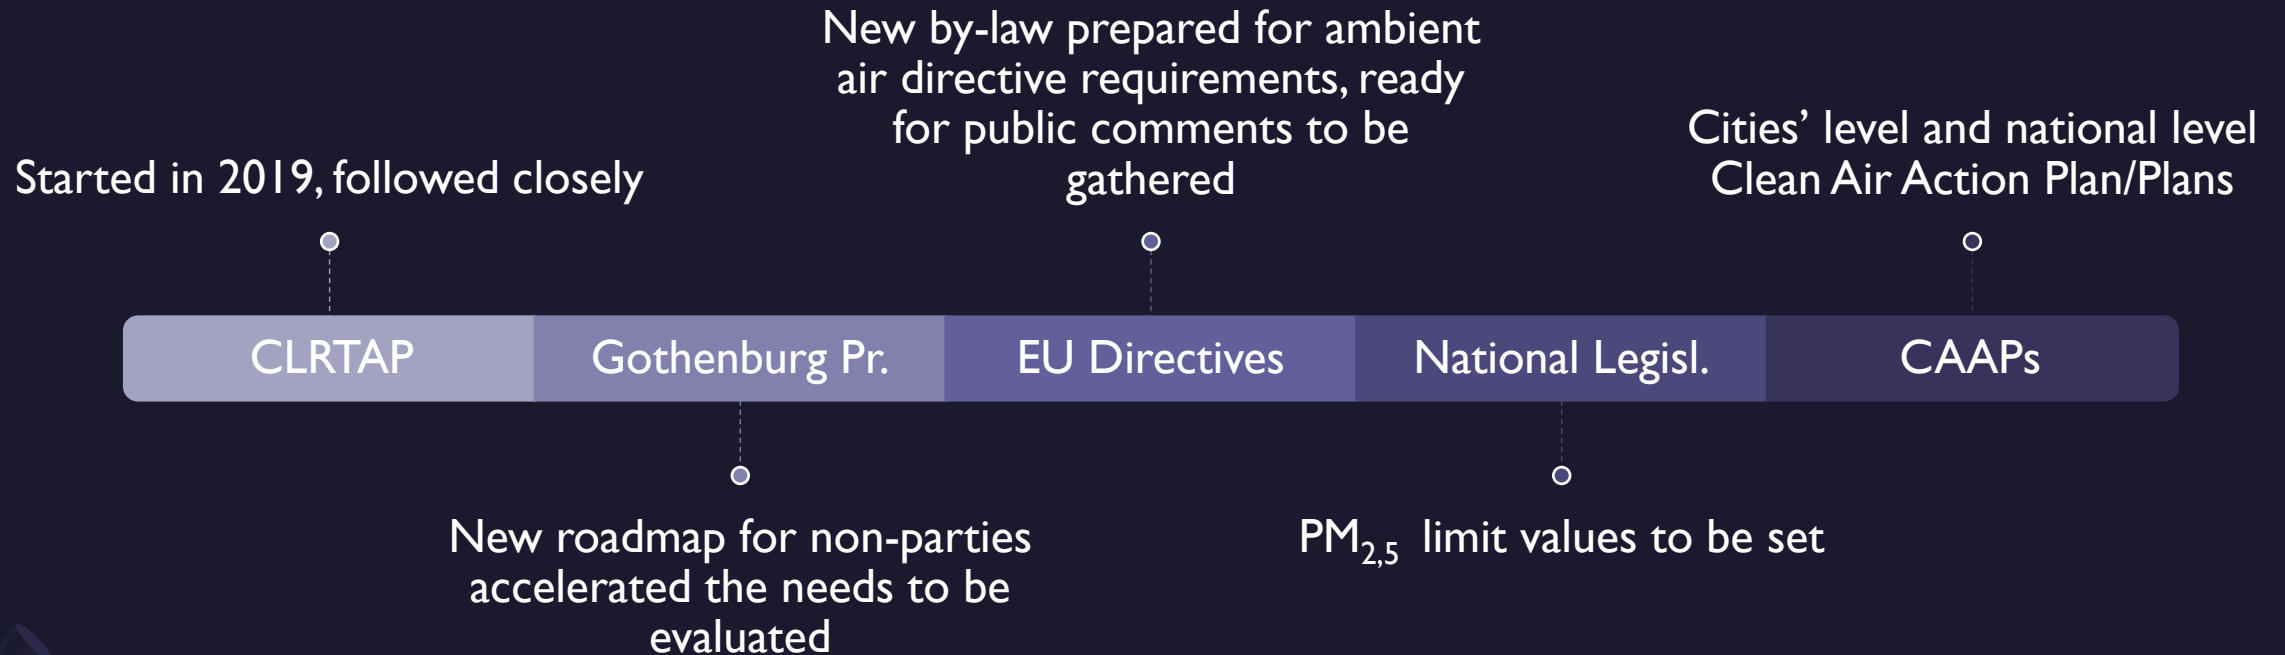 New by-law prepared for ambient
air directive requirements, ready
for public comments to be
gathered
Cities’ level and national level
Clean Air Action Plan/Plans
Started in 2019, followed closely
CLRTAP
Gothenburg Pr.
EU Directives
National Legisl.
CAAPs
New roadmap for non-parties
accelerated the needs to be
evaluated
PM2,5 limit values to be set